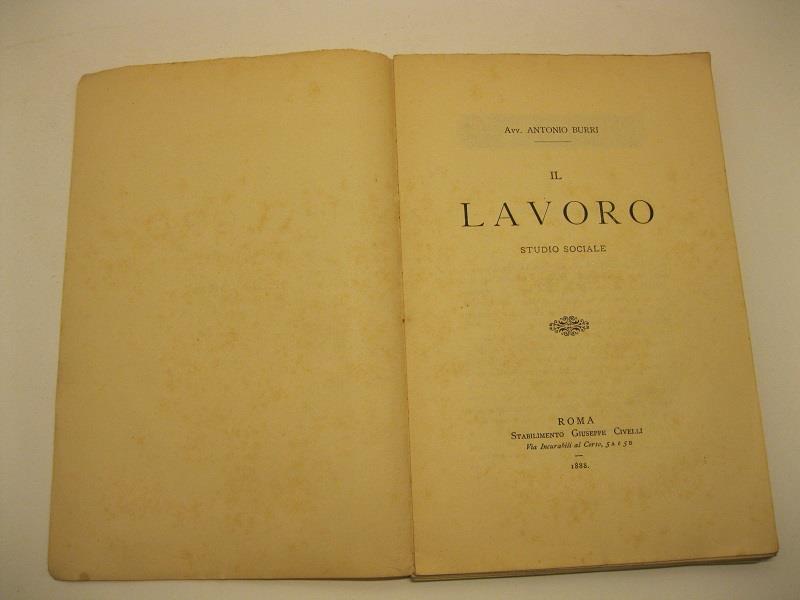 Avv. ANTONIO BURRI
IL
LAVORO
STUDIO SOCIALE
ROMA
Stabilimento Giuseppe Civelli
Via Incurabili al Corso, 5A e 5B
1888.